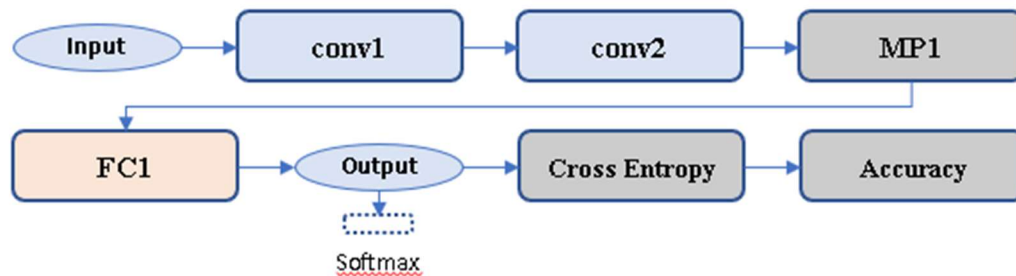 Input
conv1
conv2
MP1
FC1
Output
Cross Entropy
Accuracy
Softmax